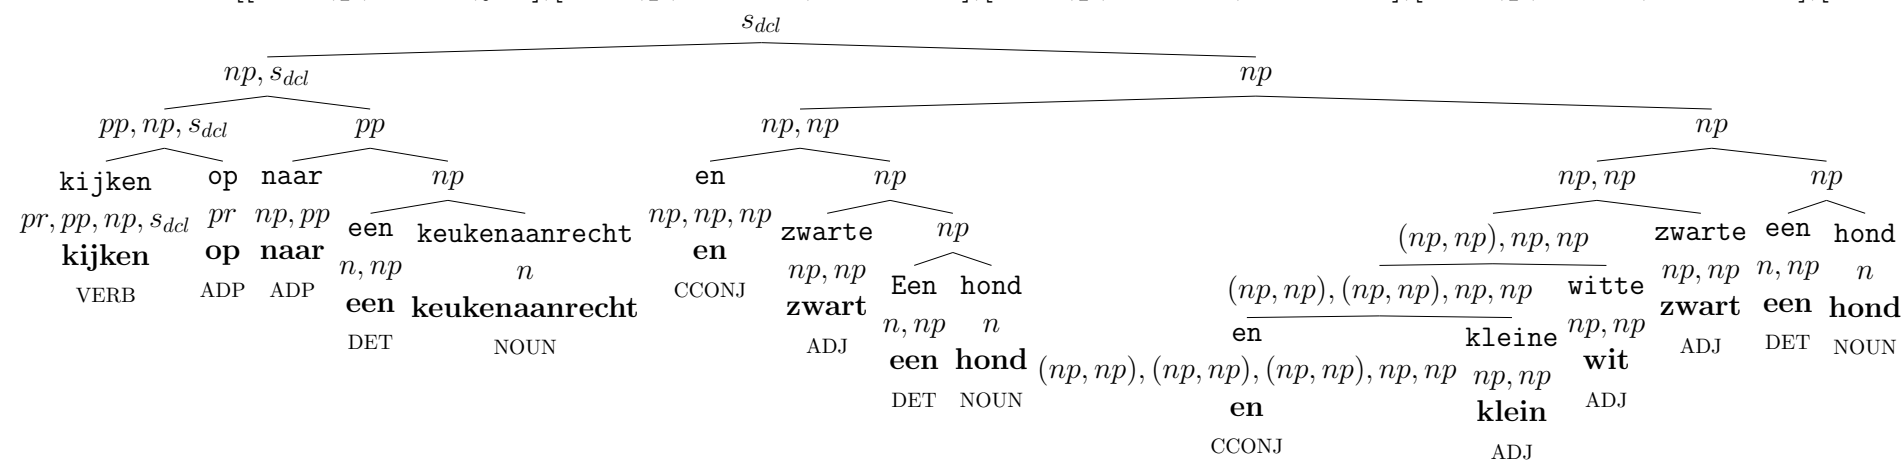 s_dcl
np, s_dcl np
pp, np, s_dcl pp np, np np
kijken op naar np en np np, np np
pr, pp, np, s_dcl pr np, pp een keukenaanrecht np, np, np zwarte np (np, np), np, np zwarte een hond
kijken op naar n, np n en np, np Een hond (np, np), (np, np), np, np witte np, np n, np n
VERB ADP ADP een keukenaanrecht CCONJ zwart n, np n en kleine np, np zwart een hond
DET NOUN ADJ een hond (np, np), (np, np), (np, np), np, np np, np wit ADJ DET NOUN
DET NOUN en klein ADJ
CCONJ ADJ